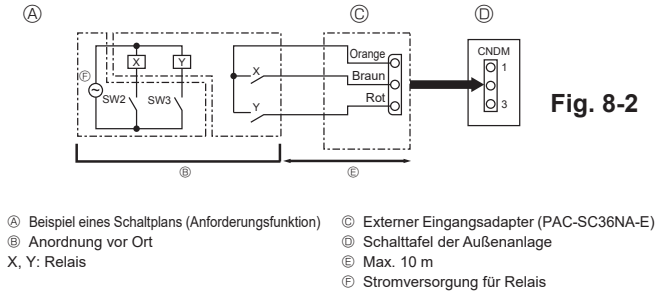 Ⓐ Ⓒ Ⓓ
Orange
Braun
Rot
CNDM
1
3
Ⓕ
X Y
SW2 SW3
X
Y
Fig. 8-2
Ⓑ Ⓔ
Ⓐ Beispiel eines Schaltplans (Anforderungsfunktion)
Ⓑ Anordnung vor Ort
X, Y: Relais
Ⓒ Externer Eingangsadapter (PAC-SC36NA-E)
Ⓓ Schalttafel der Außenanlage
Ⓔ Max. 10 m
Ⓕ Stromversorgung für Relais